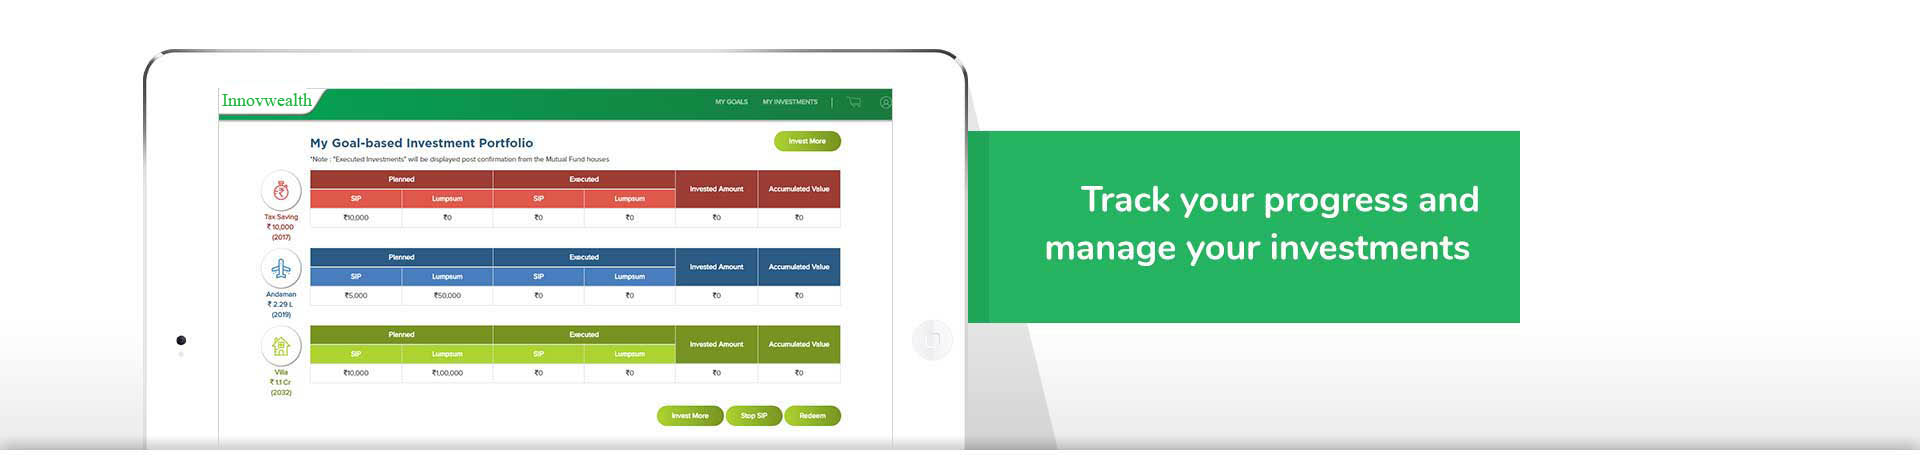 Innovwealth
MY GOALS MY INVESTMENTS
My Goal-based Investment Portfolio
Invest More
*Note : "Executed Investments" will be displayed post confirmation from the Mutual Fund houses
Planned Executed Invested Amount Accumulated Value
SIP Lumpsum SIP Lumpsum
₹10,000 ₹0 ₹0 ₹0 ₹0 ₹0
Tax Saving
₹ 10,000
(2017)
Planned Executed Invested Amount Accumulated Value
SIP Lumpsum SIP Lumpsum
₹5,000 ₹50,000 ₹0 ₹0 ₹0 ₹0
Andaman
₹ 2.29 L
(2019)
Planned Executed Invested Amount Accumulated Value
SIP Lumpsum SIP Lumpsum
₹10,000 ₹1,00,000 ₹0 ₹0 ₹0 ₹0
Villa
₹ 1.1 Cr
(2032)
Invest More Stop SIP Redeem
Track your progress and
manage your investments